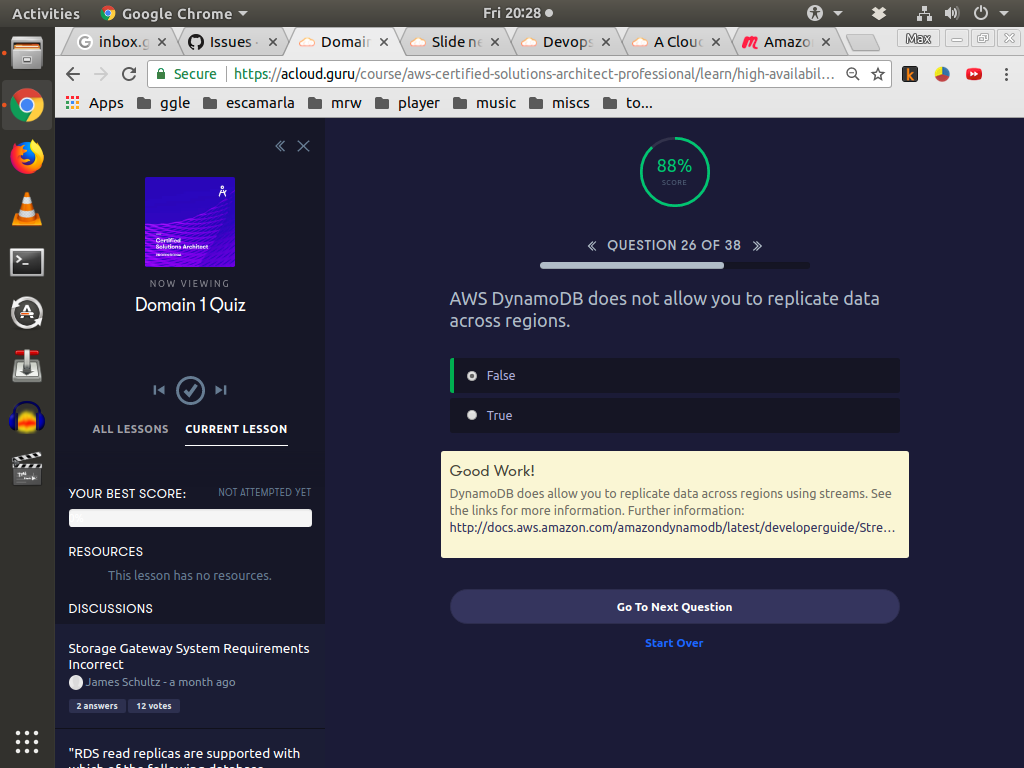 Activities
Google Chrome
Fri 20:28
inbox.g
Issues ·
Domain
Slide ne
Devops
A Clou
Amazo
Max
Secure
https://acloud.guru/course/aws-certified-solutions-architect-professional/learn/high-availabil...
Apps
ggle
escamarla
mrw
player
music
miscs
to...
Certified
Solutions Architect
NOW VIEWING
Domain 1 Quiz
ALL LESSONS
CURRENT LESSON
YOUR BEST SCORE:
NOT ATTEMPTED YET
RESOURCES
This lesson has no resources.
DISCUSSIONS
Storage Gateway System Requirements
Incorrect
James Schultz - a month ago
2 answers
12 votes
"RDS read replicas are supported with
which of the following database
88%
SCORE
« QUESTION 26 OF 38 »
AWS DynamoDB does not allow you to replicate data
across regions.
False
True
Good Work!
DynamoDB does allow you to replicate data across regions using streams. See
the links for more information. Further information:
http://docs.aws.amazon.com/amazondynamodb/latest/developerguide/Stre...
Go To Next Question
Start Over